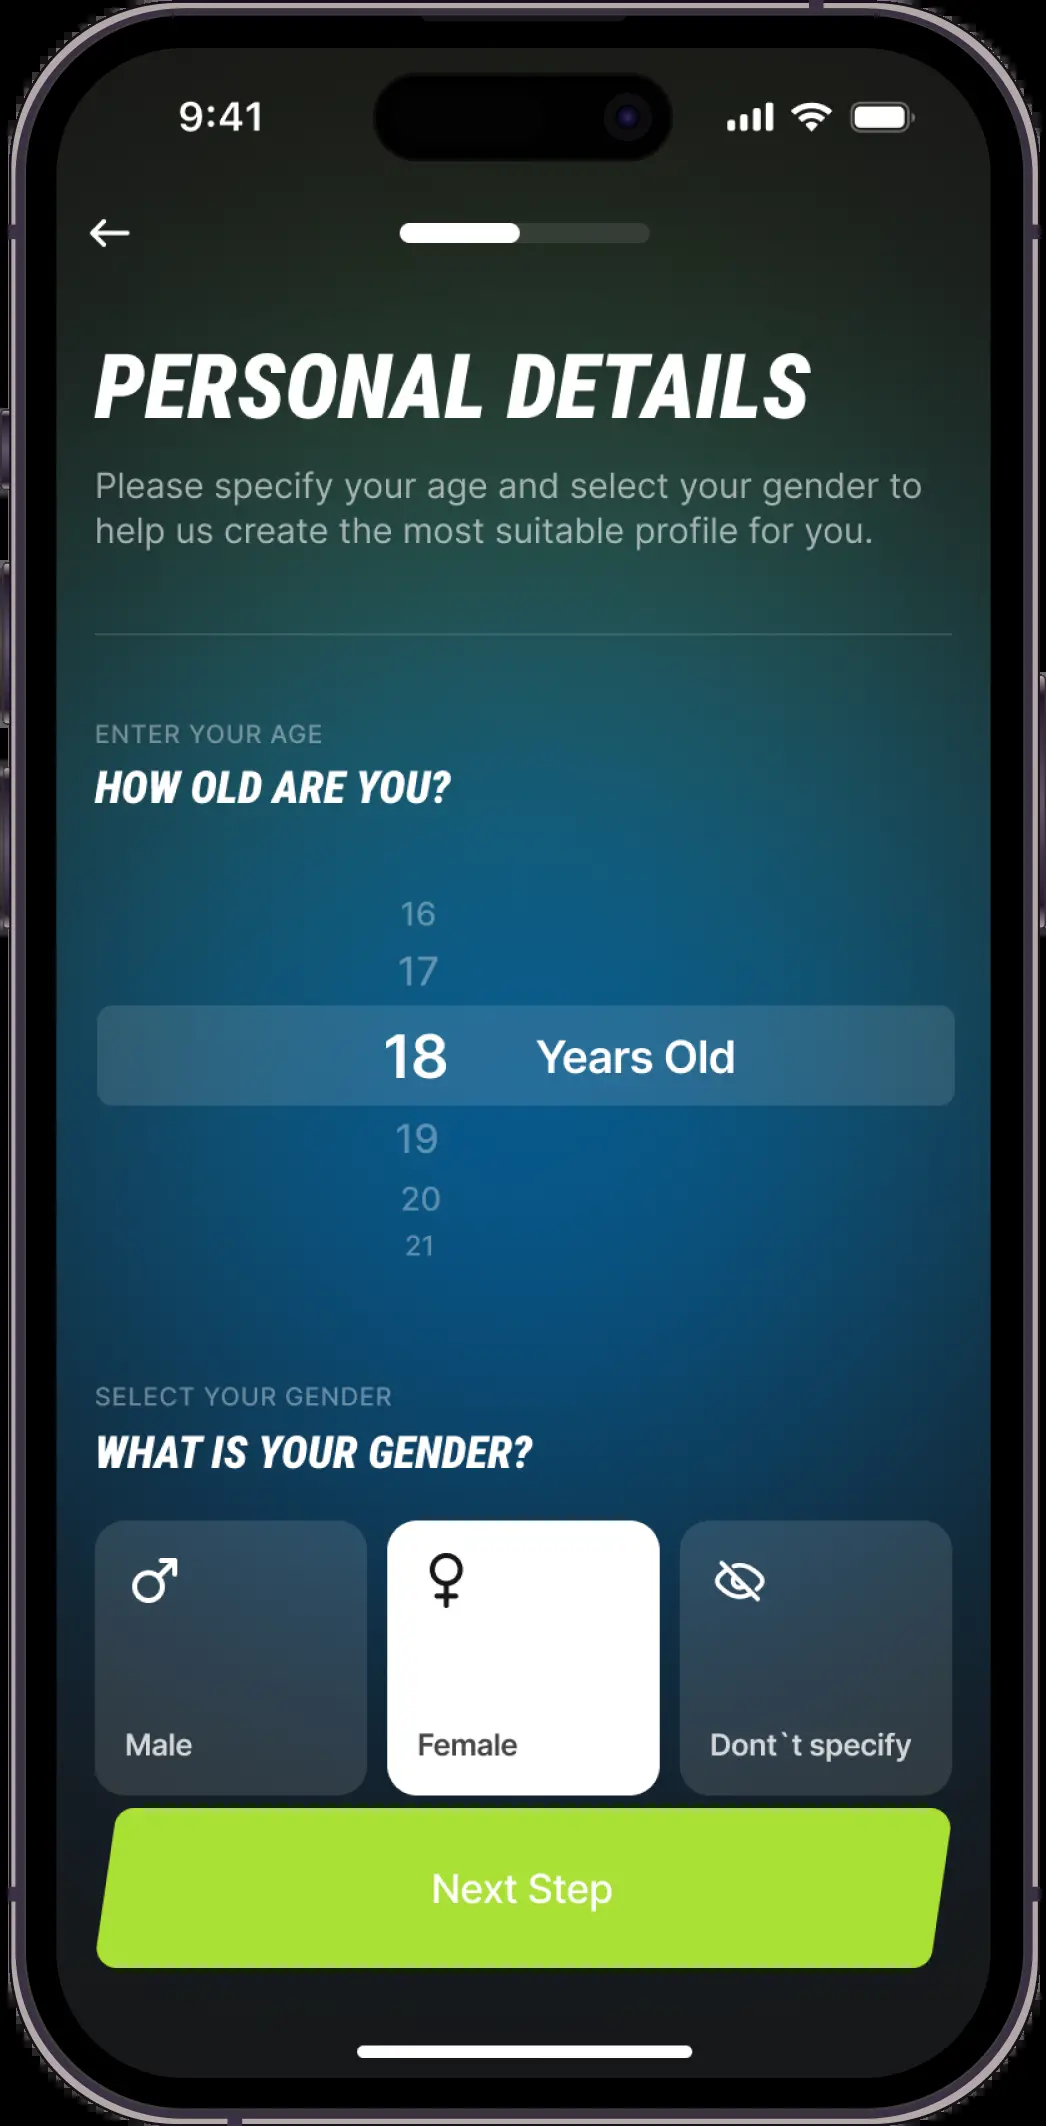 9:41
PERSONAL DETAILS
Please specify your age and select your gender to
help us create the most suitable profile for you.
ENTER YOUR AGE
HOW OLD ARE YOU?
16
17
18 Years Old
19
20
21
SELECT YOUR GENDER
WHAT IS YOUR GENDER?
Male Female Dont`t specify
Next Step